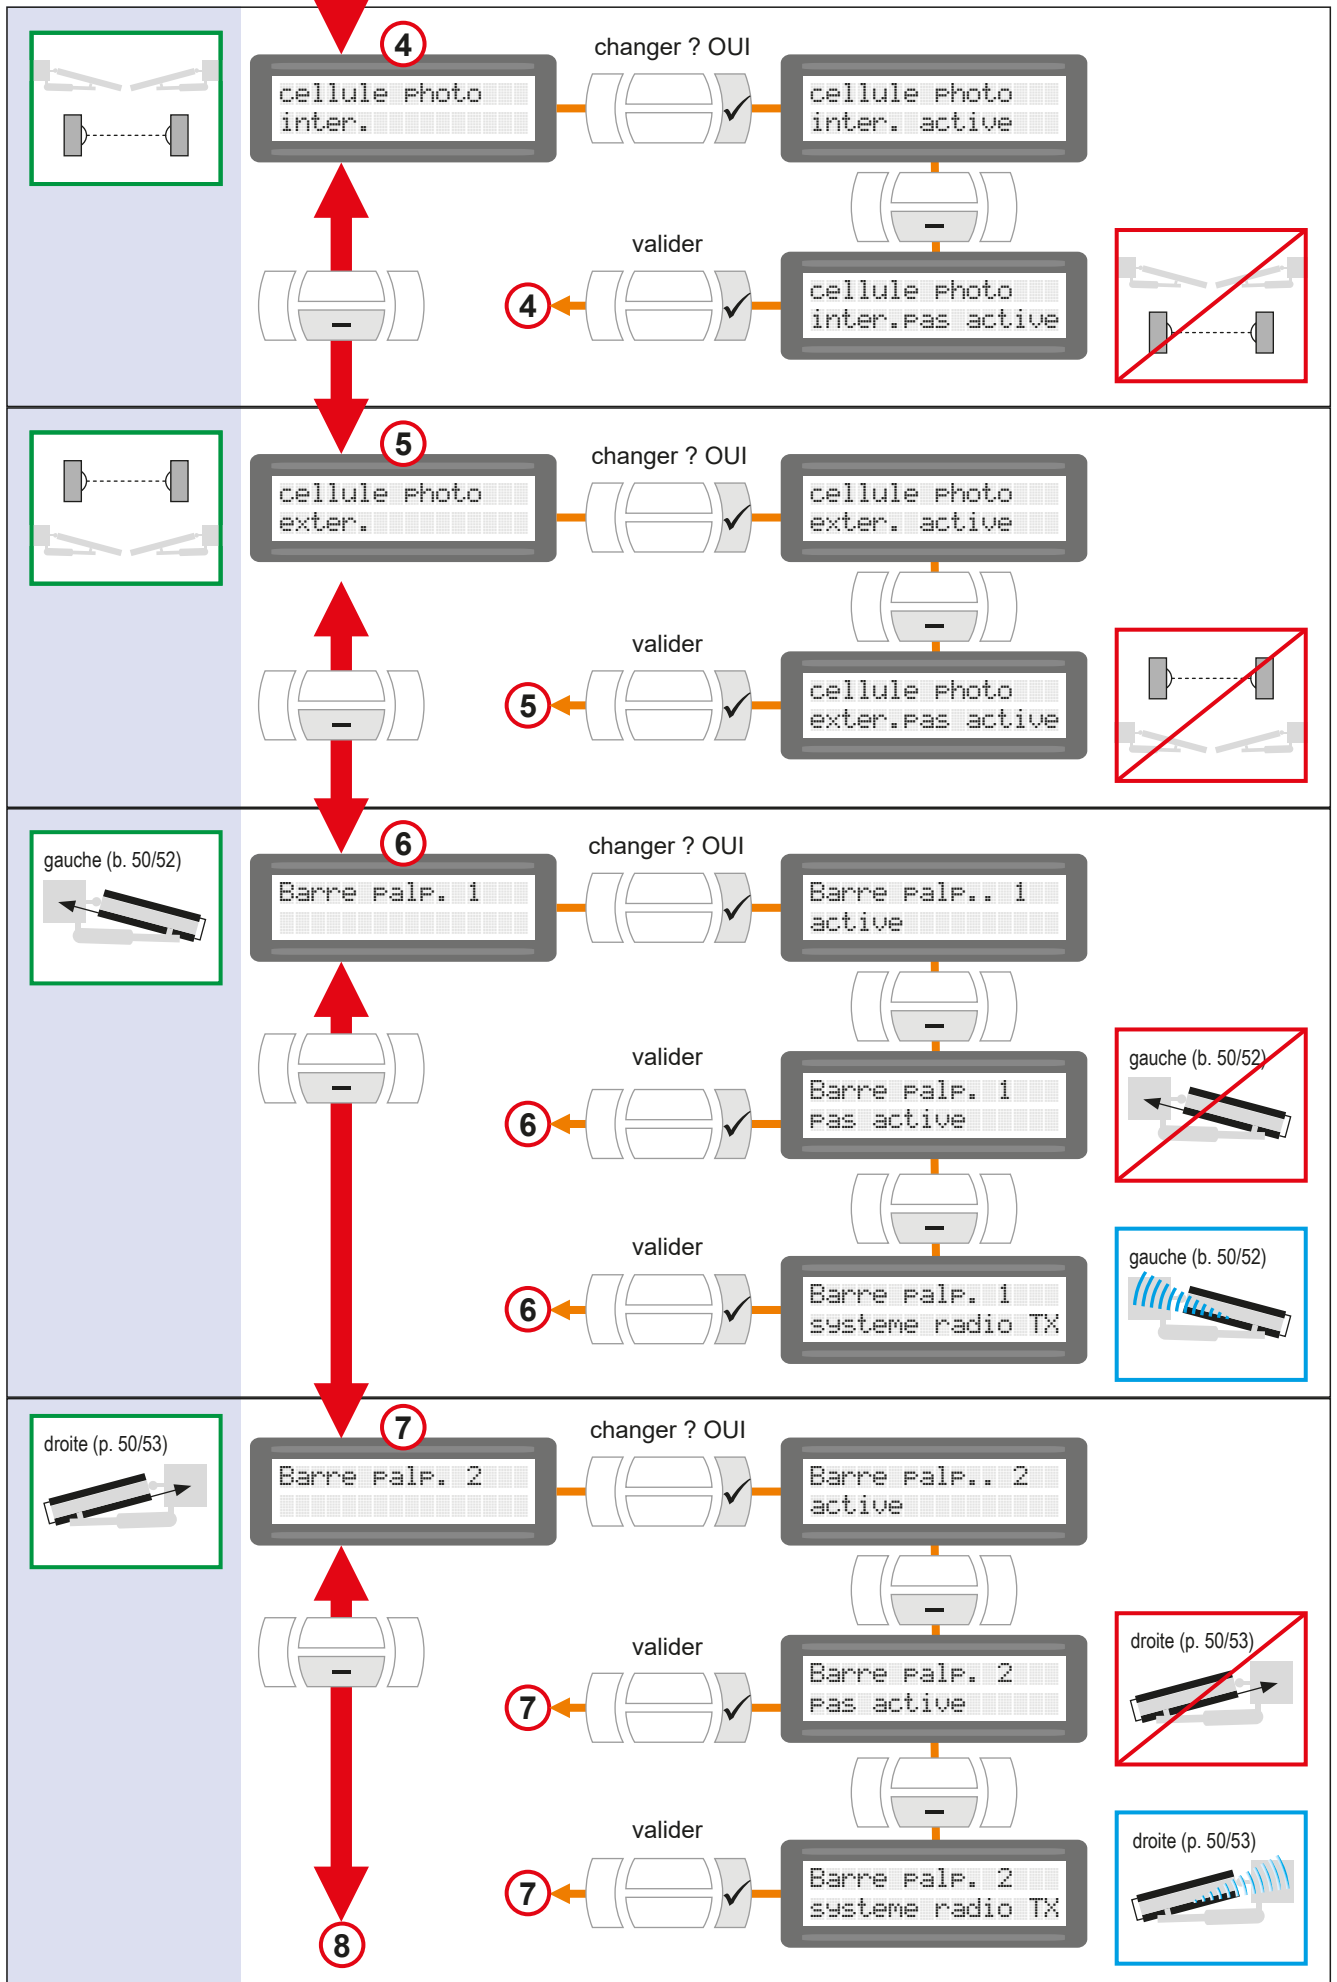 4
changer ? OUI
cellule photo
inter.
cellule photo
inter. active
valider
4
cellule photo
inter.pas active
5
changer ? OUI
cellule photo
exter.
cellule photo
exter. active
valider
5
cellule photo
exter.pas active
6
changer ? OUI
gauche (b. 50/52)
Barre palp. 1
Barre palp.. 1
active
valider
6
Barre palp. 1
pas active
gauche (b. 50/52)
valider
6
Barre palp. 1
systeme radio TX
gauche (b. 50/52)
7
changer ? OUI
droite (p. 50/53)
Barre palp. 2
Barre palp.. 2
active
valider
7
Barre palp. 2
pas active
droite (p. 50/53)
valider
7
Barre palp. 2
systeme radio TX
droite (p. 50/53)
8